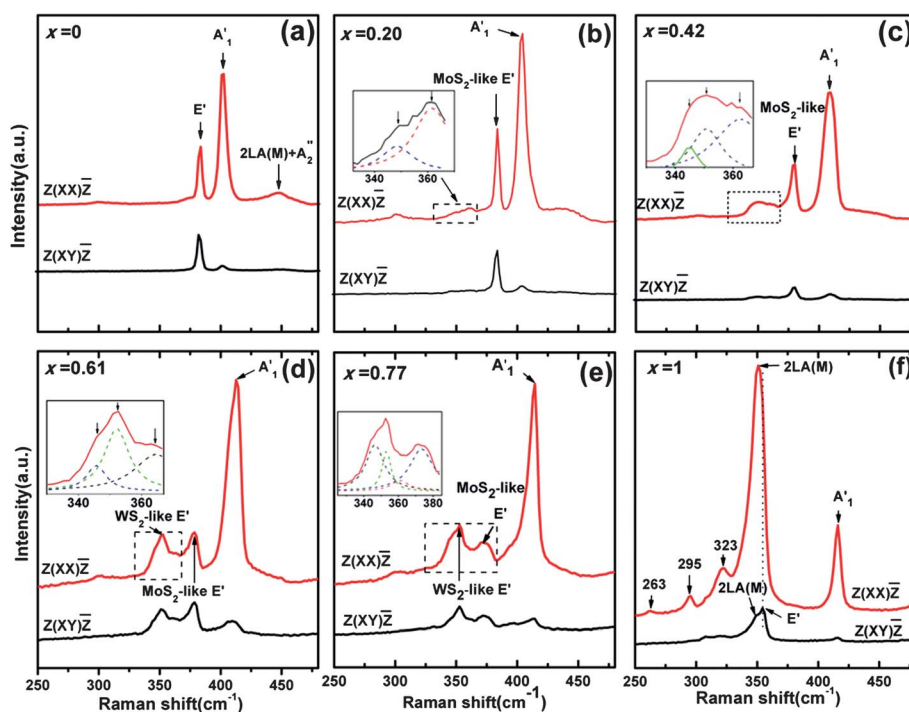 x=0
A'₁
(a)
E'
2LA(M)+A₂''
Z(XX)Z̅
Z(XY)Z̅
Intensity(a.u.)
x=0.20
A'₁
(b)
MoS₂-like E'
340 360
Z(XX)Z̅
Z(XY)Z̅
x=0.42
(c)
A'₁
MoS₂-like
E'
340 360
Z(XX)Z̅
Z(XY)Z̅
x=0.61
A'₁
(d)
340 360
WS₂-like E'
Z(XX)Z̅
MoS₂-like E'
Z(XY)Z̅
Intensity(a.u.)
250 300 350 400 450
Raman shift(cm⁻¹)
x=0.77
A'₁
(e)
340 360 380
MoS₂-like
E'
Z(XX)Z̅
WS₂-like E'
Z(XY)Z̅
250 300 350 400 450
Raman shift(cm⁻¹)
x=1
2LA(M)
(f)
A'₁
323
295
263
2LA(M)
Z(XX)Z̅
E'
Z(XY)Z̅
250 300 350 400 450
Raman shift(cm⁻¹)